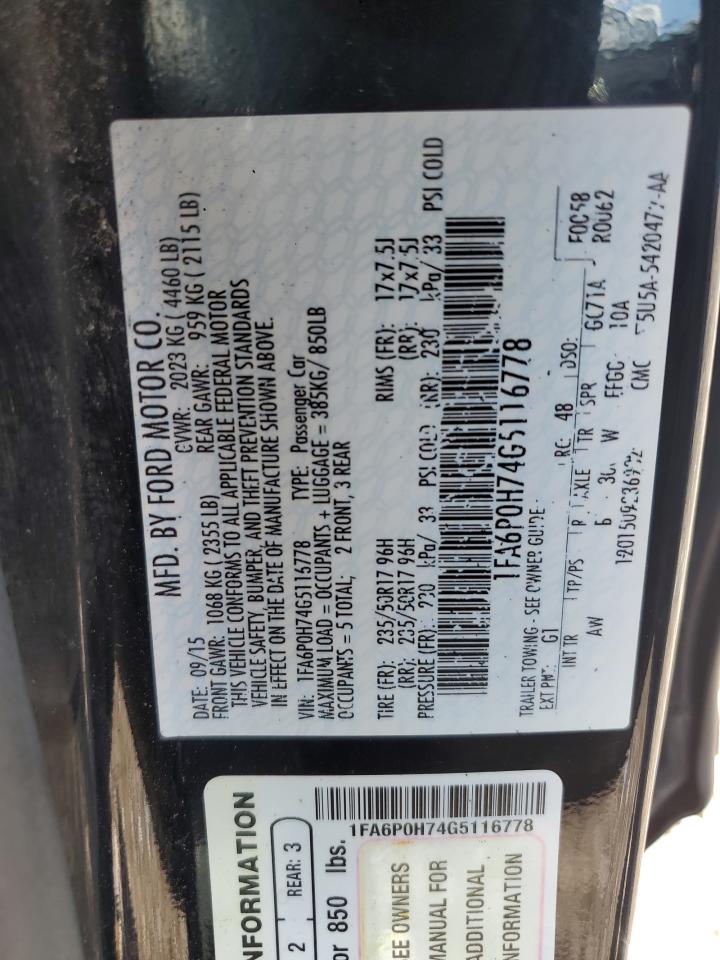 MFD. BY FORD MOTOR CO.
DATE: 09/15 GVWR: 2023 KG ( 4460 LB)
FRONT GAWR: 1068 KG ( 2355 LB) REAR GAWR: 959 KG ( 2115 LB)
THIS VEHICLE CONFORMS TO ALL APPLICABLE FEDERAL MOTOR
VEHICLE SAFETY, BUMPER, AND THEFT PREVENTION STANDARDS
IN EFFECT ON THE DATE OF MANUFACTURE SHOWN ABOVE.
VIN: 1FA6P0H74G5116778 TYPE: Passenger Car
MAXIMUM LOAD = OCCUPANTS + LUGGAGE = 385KG/ 850LB
OCCUPANTS = 5 TOTAL; 2 FRONT, 3 REAR
TIRE (FR): 235/50R17 96H RIMS (FR): 17x7.5J
(RR): 235/50R17 96H (RR): 17x7.5J
PRESSURE (FR): 230 kPa/ 33 PSI COLD (RR): 230 kPa/ 33 PSI COLD
1FA6P0H74G5116778
TRAILER TOWING - SEE OWNER GUIDE
EXT PNT: G1 RC: 48 DSO: F0C58
INT TR TP/PS R AXLE TR SPR GC71A R0062
AW W FFGC 10A
CMC
1FA6P0H74G5116778
NFORMATION
2 REAR: 3
or 850 lbs.
SEE OWNERS
MANUAL FOR
ADDITIONAL
INFORMATION